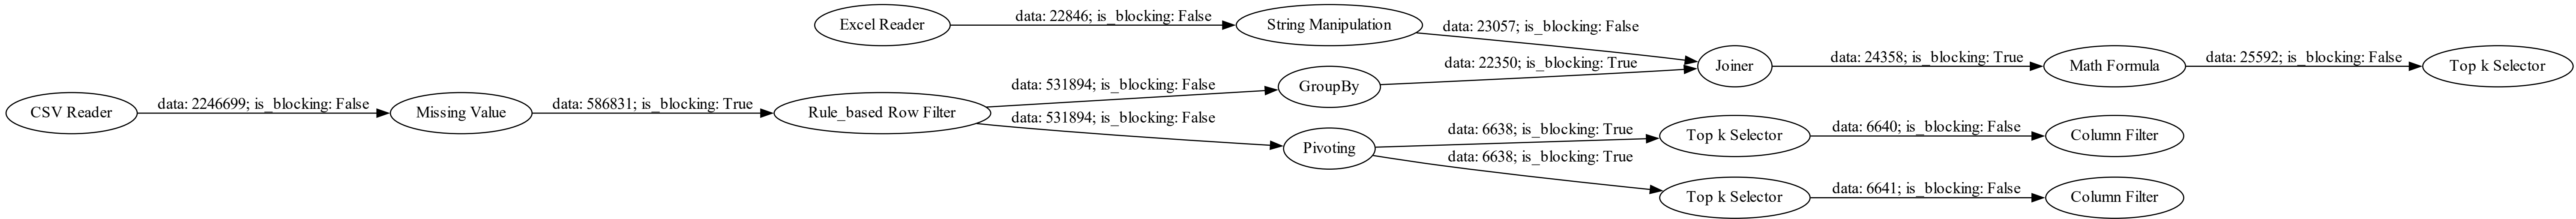 Excel Reader
data: 22846; is_blocking: False
String Manipulation
data: 23057; is_blocking: False
Joiner
data: 24358; is_blocking: True
Math Formula
data: 25592; is_blocking: False
Top k Selector
CSV Reader
data: 2246699; is_blocking: False
Missing Value
data: 586831; is_blocking: True
Rule_based Row Filter
data: 531894; is_blocking: False
GroupBy
data: 22350; is_blocking: True
data: 531894; is_blocking: False
Pivoting
data: 6638; is_blocking: True
Top k Selector
data: 6640; is_blocking: False
Column Filter
data: 6638; is_blocking: True
Top k Selector
data: 6641; is_blocking: False
Column Filter